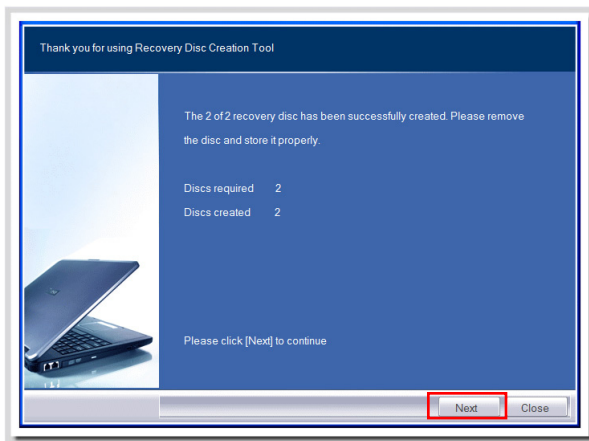 Thank you for using Recovery Disc Creation Tool
The 2 of 2 recovery disc has been successfully created. Please remove
the disc and store it properly.
Discs required 2
Discs created 2
Please click [Next] to continue
Next Close